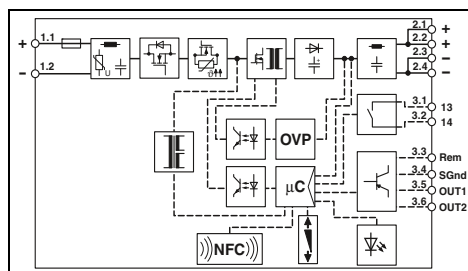 2.1 +
+ 1.1 2.2 +
2.3 −
− 1.2 2.4 −
U
ϑ
3.1 13
3.2 14
OVP
3.3 Rem
3.4 SGnd
µC
3.5 OUT1
3.6 OUT2
NFC